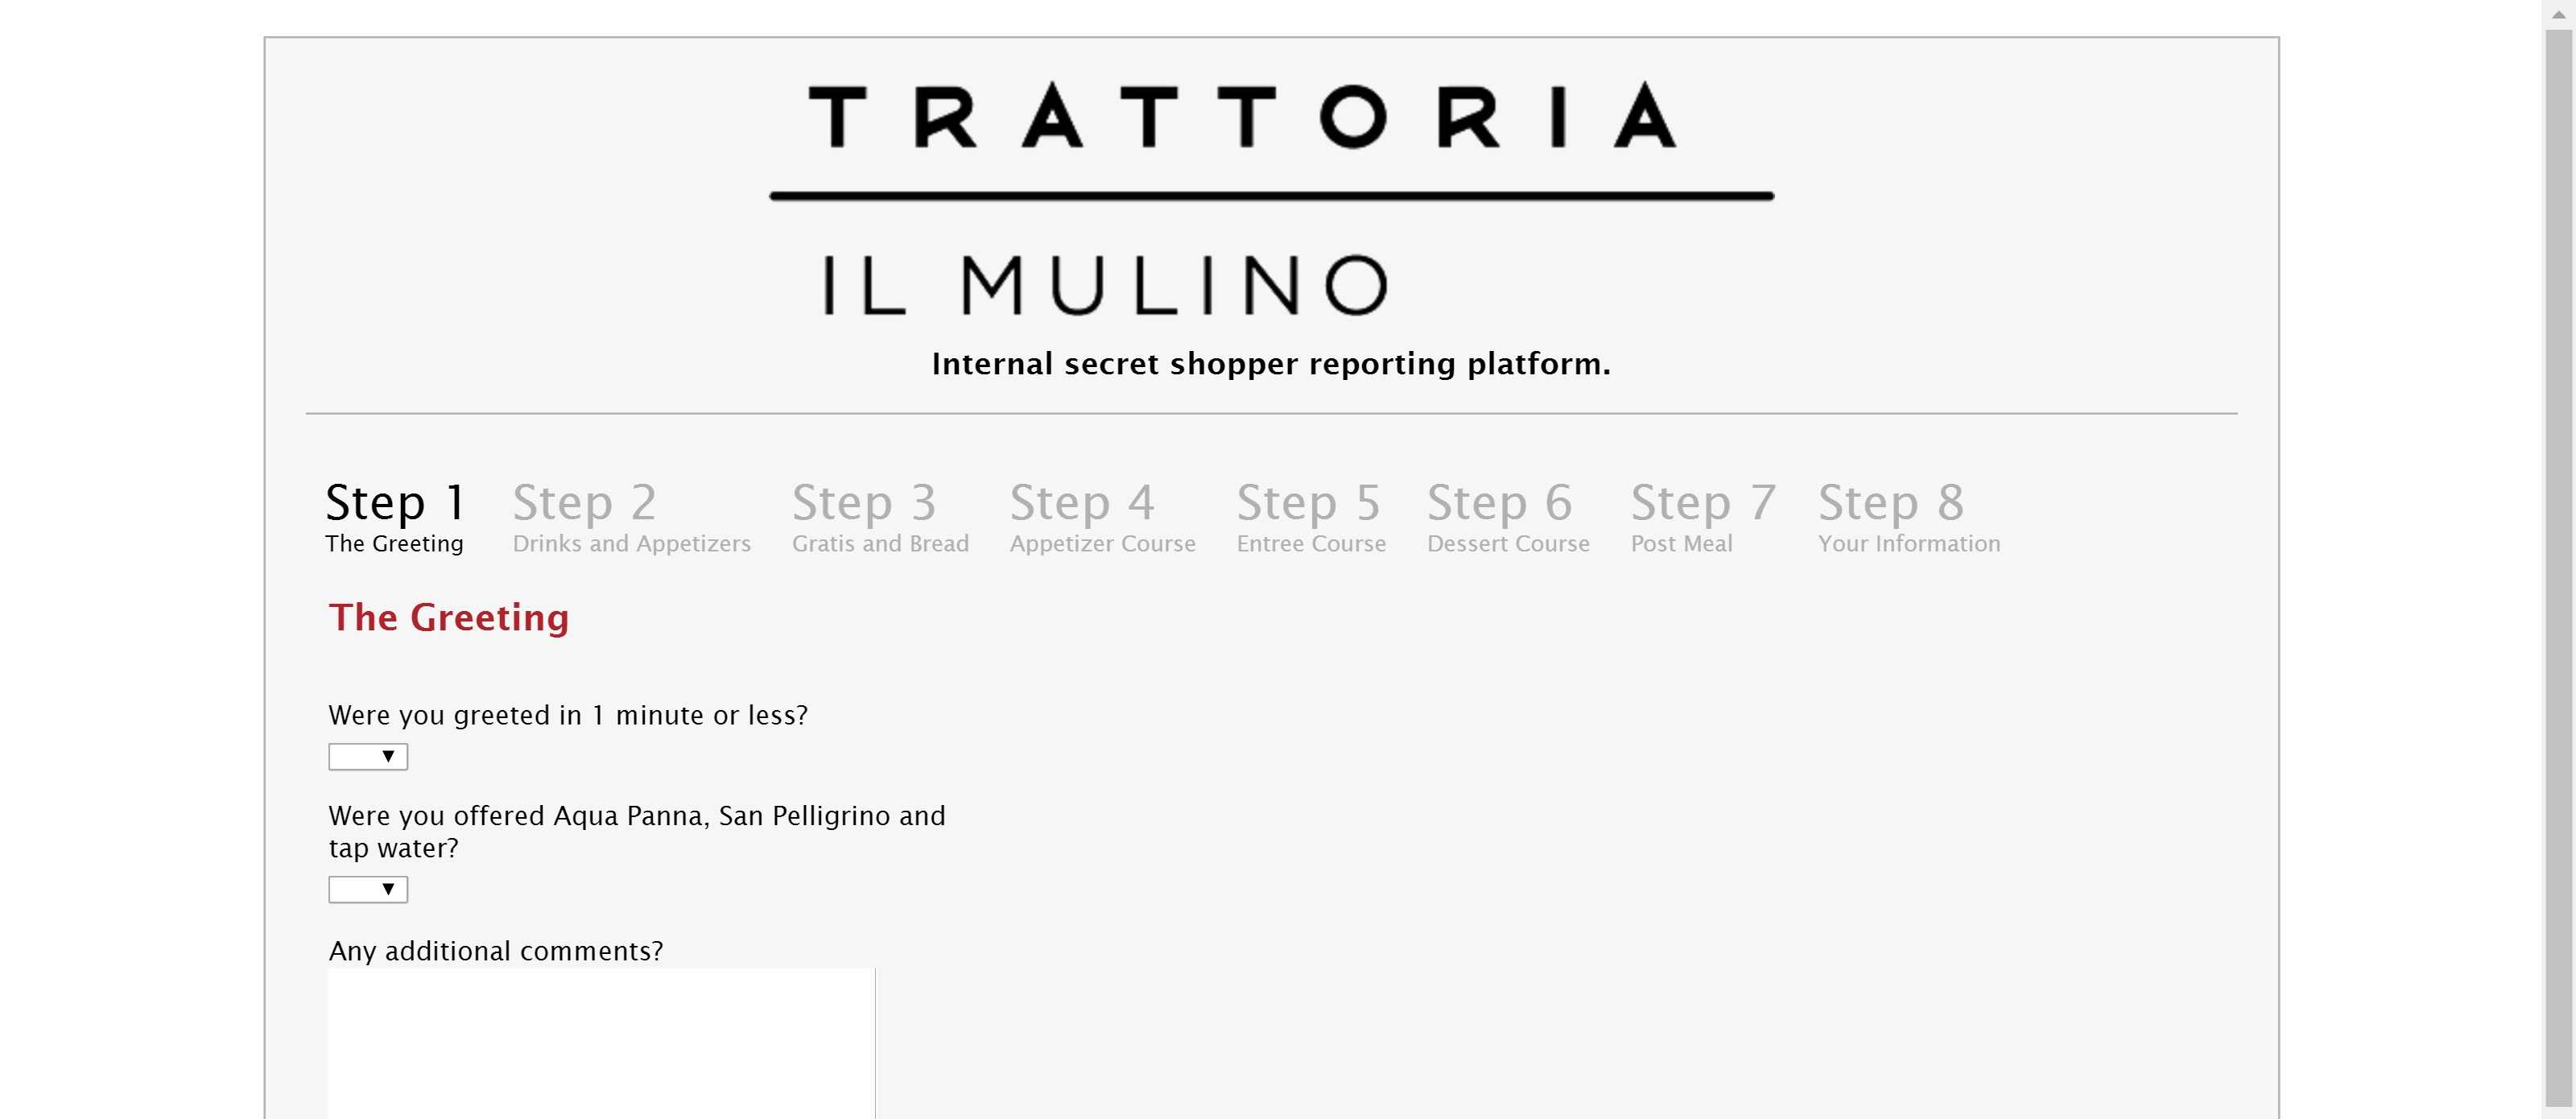 TRATTORIA
IL MULINO
Internal secret shopper reporting platform.
Step 1 Step 2 Step 3 Step 4 Step 5 Step 6 Step 7 Step 8
The Greeting Drinks and Appetizers Gratis and Bread Appetizer Course Entree Course Dessert Course Post Meal Your Information
The Greeting
Were you greeted in 1 minute or less?
Were you offered Aqua Panna, San Pelligrino and
tap water?
Any additional comments?